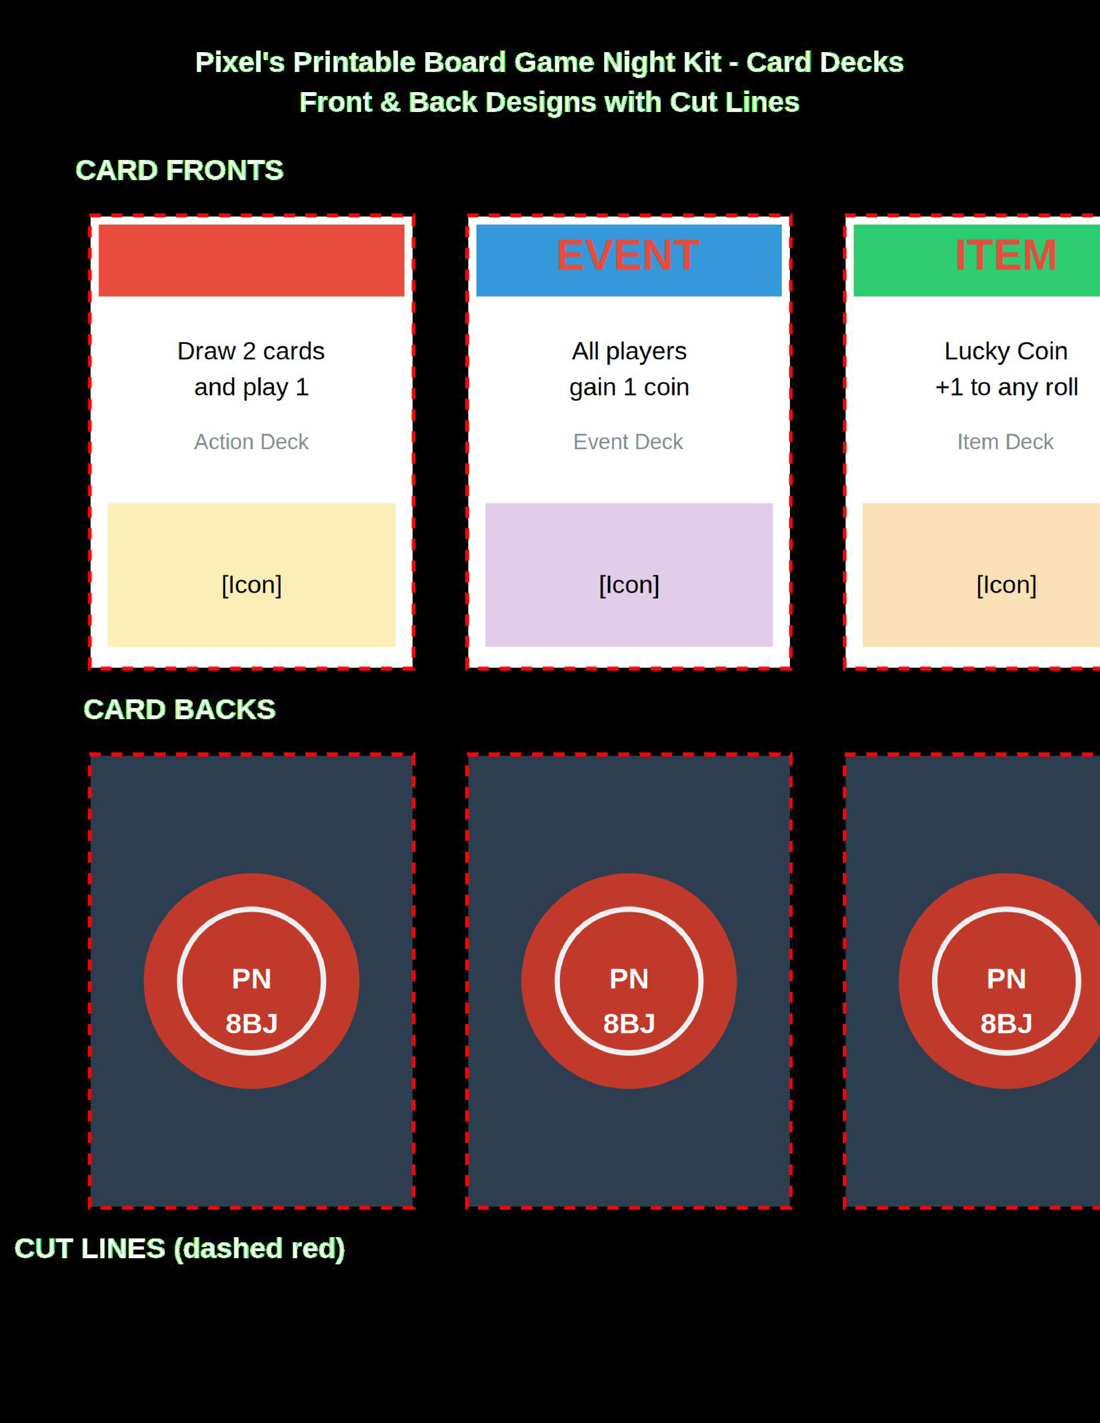 Pixel's Printable Board Game Night Kit - Card Decks
Front & Back Designs with Cut Lines
CARD FRONTS
EVENT
ITEM
Draw 2 cards
and play 1
Action Deck
[Icon]
All players
gain 1 coin
Event Deck
[Icon]
Lucky Coin
+1 to any roll
Item Deck
[Icon]
CARD BACKS
PN
8BJ
PN
8BJ
PN
8BJ
CUT LINES (dashed red)